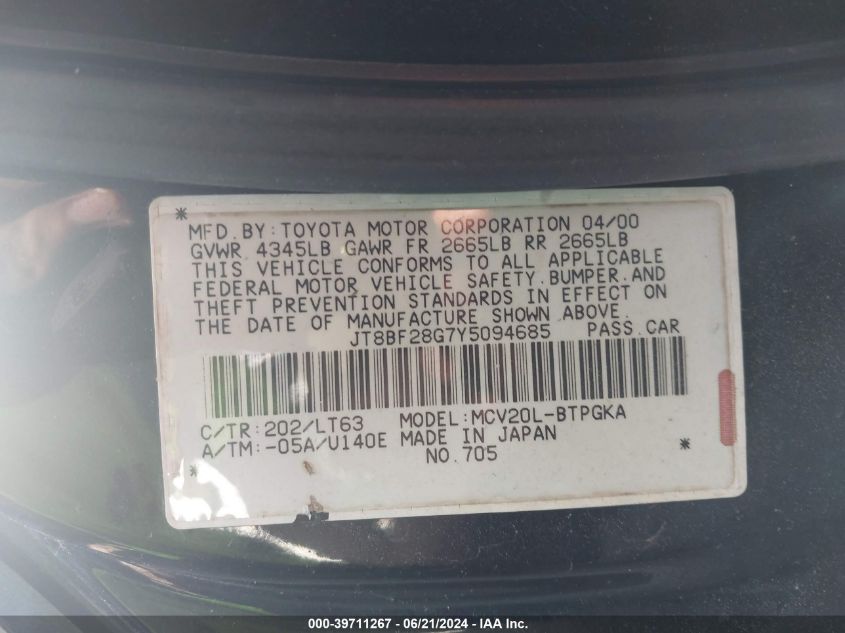 *
MFD. BY: TOYOTA MOTOR CORPORATION 04/00
GVWR 4345LB GAWR FR 2665LB RR 2665LB
THIS VEHICLE CONFORMS TO ALL APPLICABLE
FEDERAL MOTOR VEHICLE SAFETY, BUMPER, AND
THEFT PREVENTION STANDARDS IN EFFECT ON
THE DATE OF MANUFACTURE SHOWN ABOVE.
JT8BF28G7Y5094685 PASS. CAR
C/TR: 202/LT63 MODEL: MCV20L-BTPGKA
A/TM: -05A/U140E MADE IN JAPAN
* NO. 705 *
000-39711267 - 06/21/2024 - IAA Inc.